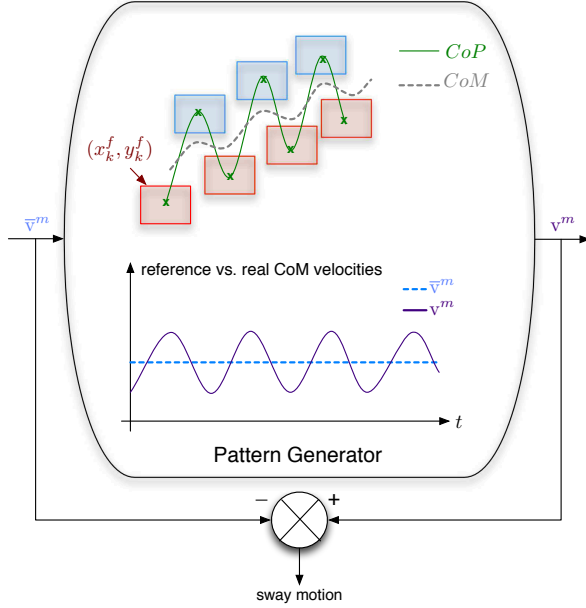 CoP
CoM
(x_k^f, y_k^f)
x x x x x x x
v̅^m
v^m
reference vs. real CoM velocities
v̅^m
v^m
t
Pattern Generator
− +
sway motion